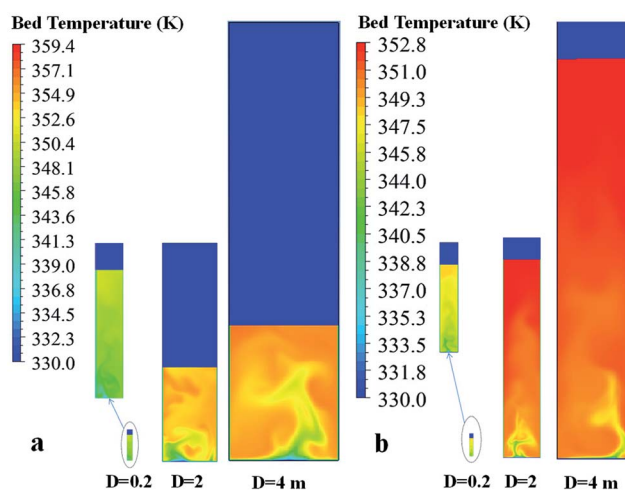 Bed Temperature (K)
359.4
357.1
354.9
352.6
350.4
348.1
345.8
343.6
341.3
339.0
336.8
334.5
332.3
330.0
a
D=0.2
D=2
D=4 m
Bed Temperature (K)
352.8
351.0
349.3
347.5
345.8
344.0
342.3
340.5
338.8
337.0
335.3
333.5
331.8
330.0
b
D=0.2
D=2
D=4 m